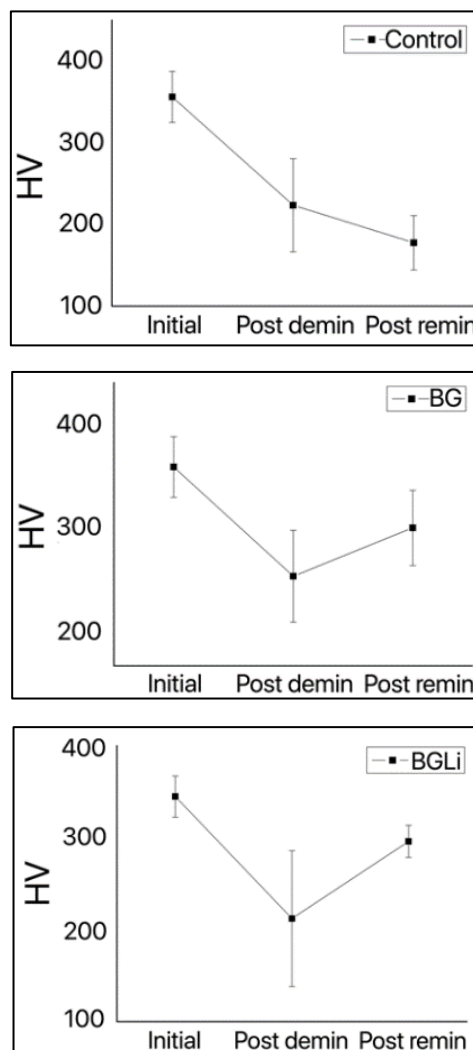 400
300
200
100
HV
Control
Initial Post demin Post remin
400
300
200
HV
BG
Initial Post demin Post remin
400
300
200
100
HV
BGLi
Initial Post demin Post remin